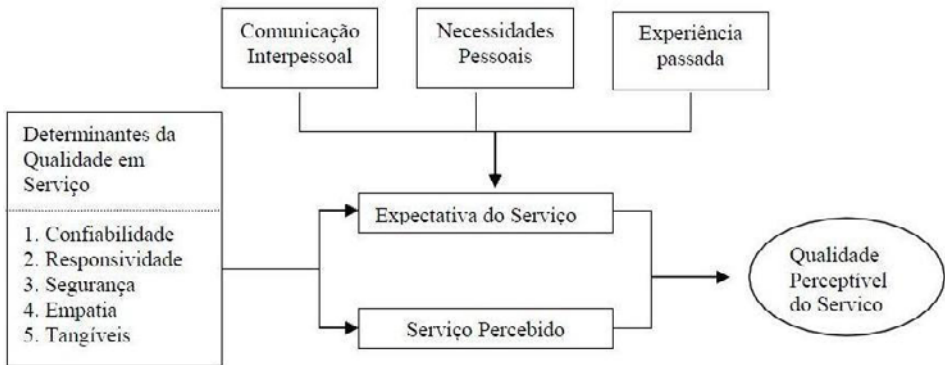 Comunicação
Interpessoal
Necessidades
Pessoais
Experiência
passada
Determinantes da
Qualidade em
Serviço
1. Confiabilidade
2. Responsividade
3. Segurança
4. Empatia
5. Tangíveis
Expectativa do Serviço
Serviço Percebido
Qualidade
Perceptível
do Servico